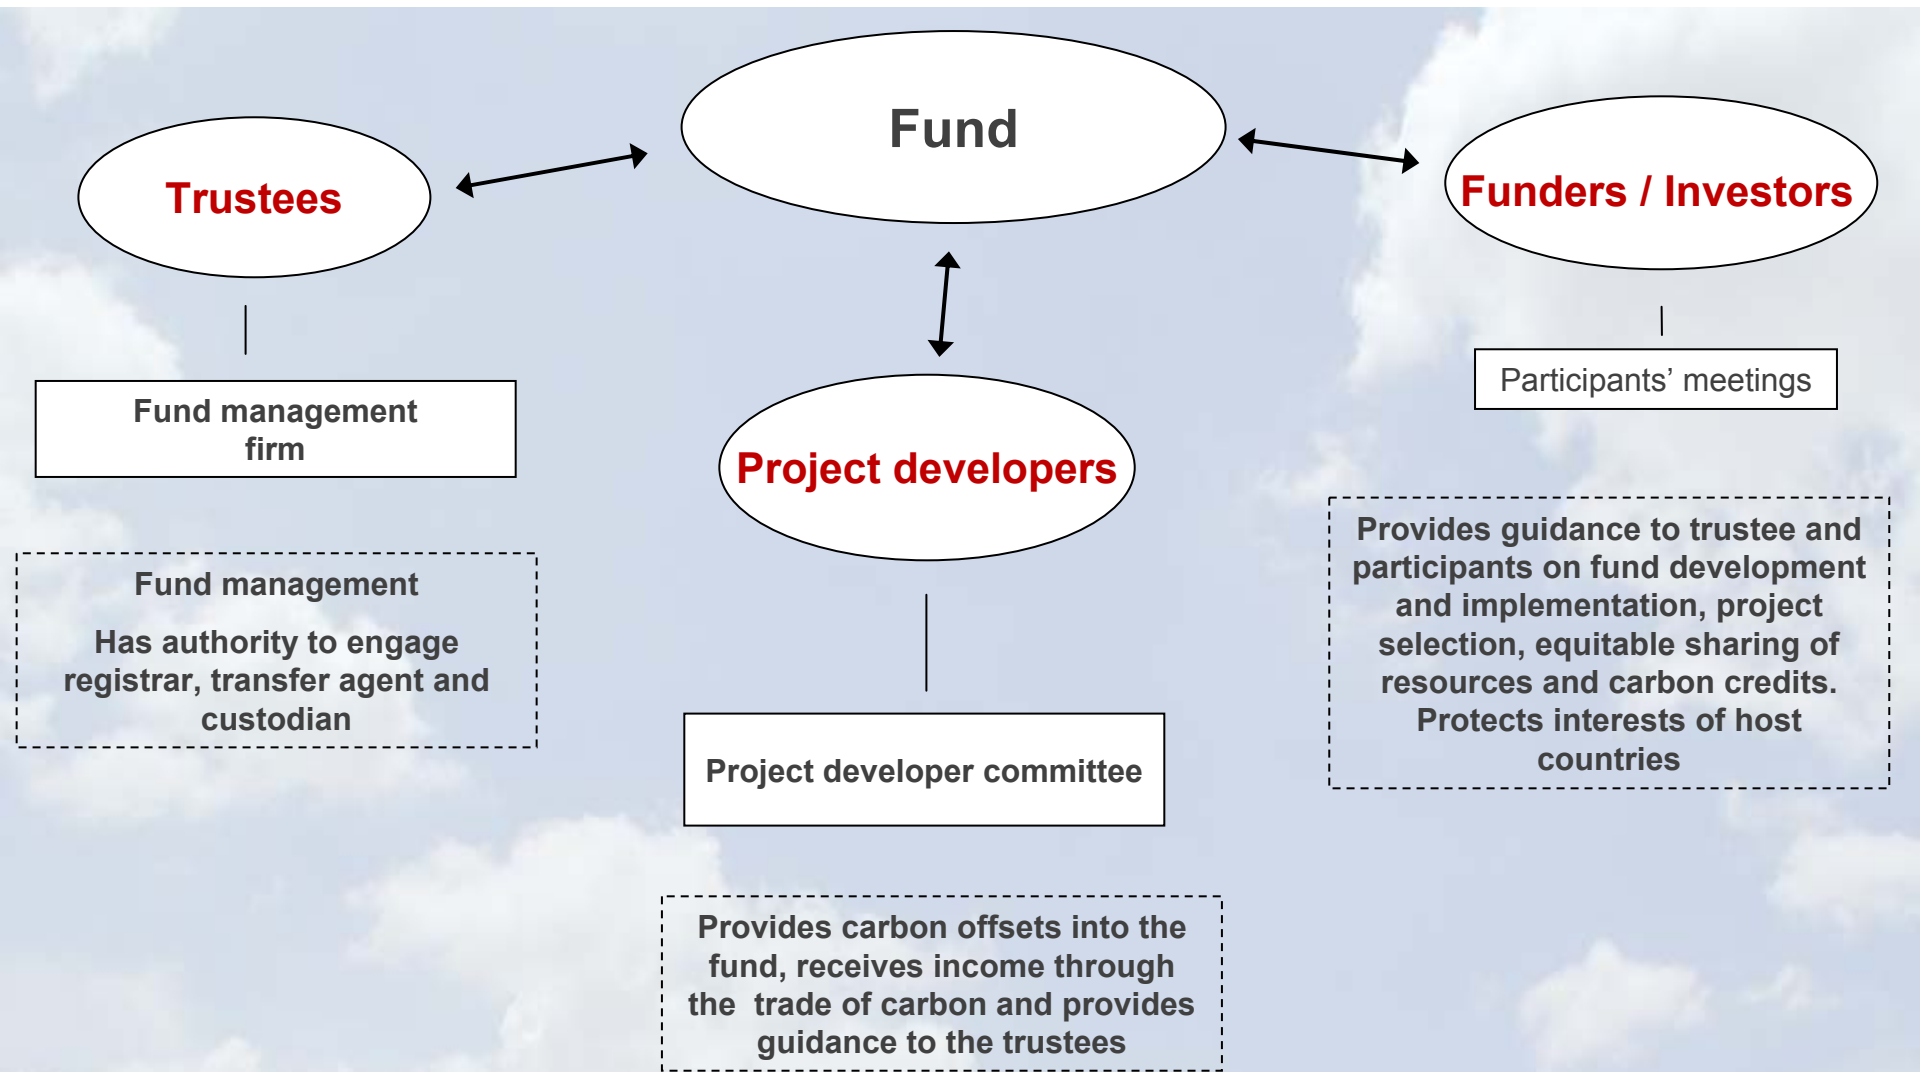 Fund
Trustees
Funders / Investors
Fund management
firm
Participants’ meetings
Project developers
Fund management
Has authority to engage
registrar, transfer agent and
custodian
Provides guidance to trustee and
participants on fund development
and implementation, project
selection, equitable sharing of
resources and carbon credits.
Protects interests of host
countries
Project developer committee
Provides carbon offsets into the
fund, receives income through
the  trade of carbon and provides
guidance to the trustees